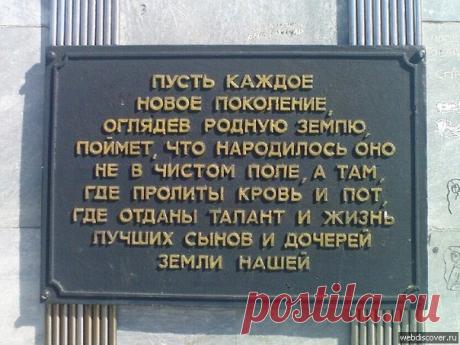 ПУСТЬ КАЖДОЕ
НОВОЕ ПОКОЛЕНИЕ,
ОГЛЯДЕВ РОДНУЮ ЗЕМЛЮ,
ПОЙМЕТ, ЧТО НАРОДИЛОСЬ ОНО
НЕ В ЧИСТОМ ПОЛЕ, А ТАМ,
ГДЕ ПРОЛИТЫ КРОВЬ И ПОТ,
ГДЕ ОТДАНЫ ТАЛАНТ И ЖИЗНЬ
ЛУЧШИХ СЫНОВ И ДОЧЕРЕЙ
ЗЕМЛИ НАШЕЙ
postila.ru
webdiscover.ru